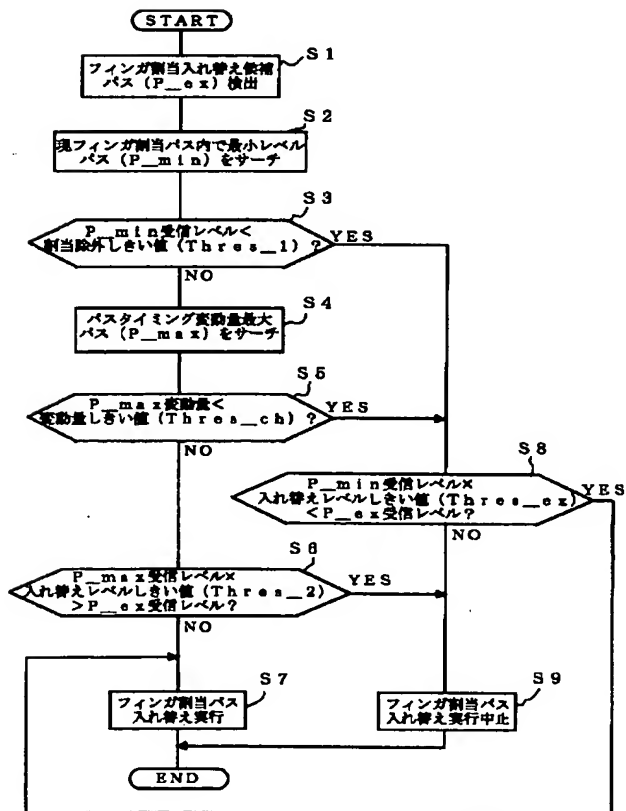 START
S1
フィンガ割当入れ替え候補
パス(P_ex)検出
S2
現フィンガ割当パス内で最小レベル
パス(P_min)をサーチ
S3
P_min受信レベル<
割当除外しきい値(Thres_1)?
YES
NO
S4
パスタイミング変動量最大
パス(P_max)をサーチ
S5
P_max変動量<
変動量しきい値(Thres_ch)?
YES
NO
S8
P_min受信レベル×
入れ替えレベルしきい値(Thres_ex)
<P_ex受信レベル?
YES
NO
S6
P_max受信レベル×
入れ替えレベルしきい値(Thres_2)
>P_ex受信レベル?
YES
NO
S7
フィンガ割当パス
入れ替え実行
S9
フィンガ割当パス
入れ替え実行中止
END